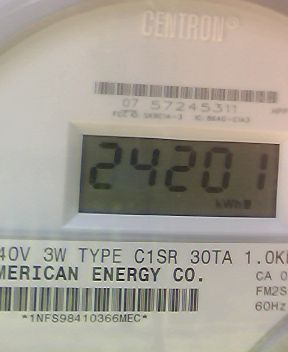 CENTRON®
07 57245311
24201
kWh
40V 3W TYPE C1SR 30TA 1.0K
MERICAN ENERGY CO.
CA 0
FM2S
60Hz
*1NFS98410366MEC*